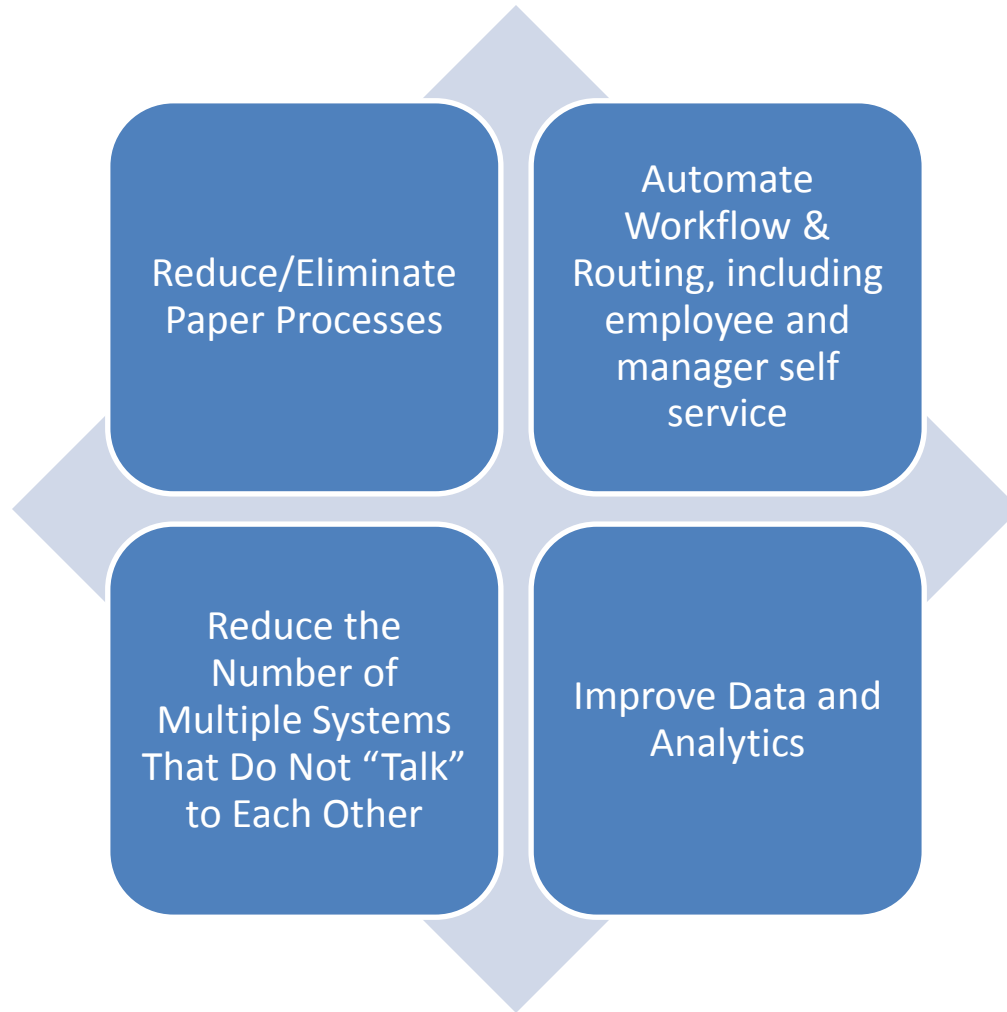 Reduce/Eliminate
Paper Processes
Automate
Workflow &
Routing, including
employee and
manager self
service
Reduce the
Number of
Multiple Systems
That Do Not “Talk”
to Each Other
Improve Data and
Analytics